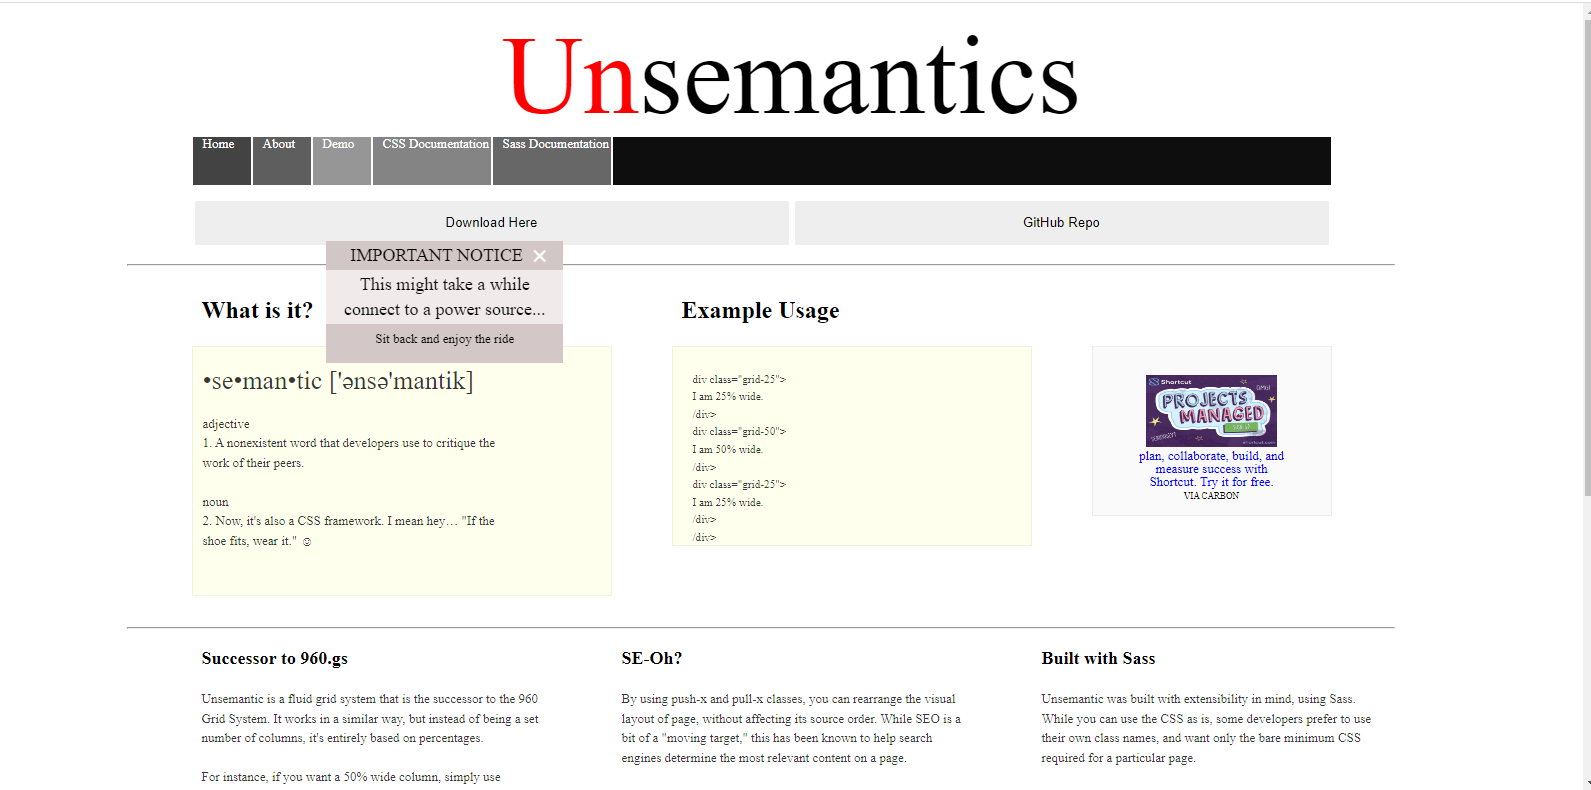 Unsemantics
Home About Demo CSS Documentation Sass Documentation
Download Here GitHub Repo
IMPORTANT NOTICE ×
This might take a while
connect to a power source...
Sit back and enjoy the ride
What is it?
•se•man•tic ['ənsə'mantik]
adjective
1. A nonexistent word that developers use to critique the
work of their peers.
noun
2. Now, it's also a CSS framework. I mean hey… "If the
shoe fits, wear it." ☺
Example Usage
div class="grid-25">
I am 25% wide.
/div>
div class="grid-50">
I am 50% wide.
/div>
div class="grid-25">
I am 25% wide.
/div>
/div>
Shortcut
PROJECTS
MANAGED
SIGN UP
shortcut.com
plan, collaborate, build, and
measure success with
Shortcut. Try it for free.
VIA CARBON
Successor to 960.gs
Unsemantic is a fluid grid system that is the successor to the 960
Grid System. It works in a similar way, but instead of being a set
number of columns, it's entirely based on percentages.
For instance, if you want a 50% wide column, simply use
SE-Oh?
By using push-x and pull-x classes, you can rearrange the visual
layout of page, without affecting its source order. While SEO is a
bit of a "moving target," this has been known to help search
engines determine the most relevant content on a page.
Built with Sass
Unsemantic was built with extensibility in mind, using Sass.
While you can use the CSS as is, some developers prefer to use
their own class names, and want only the bare minimum CSS
required for a particular page.